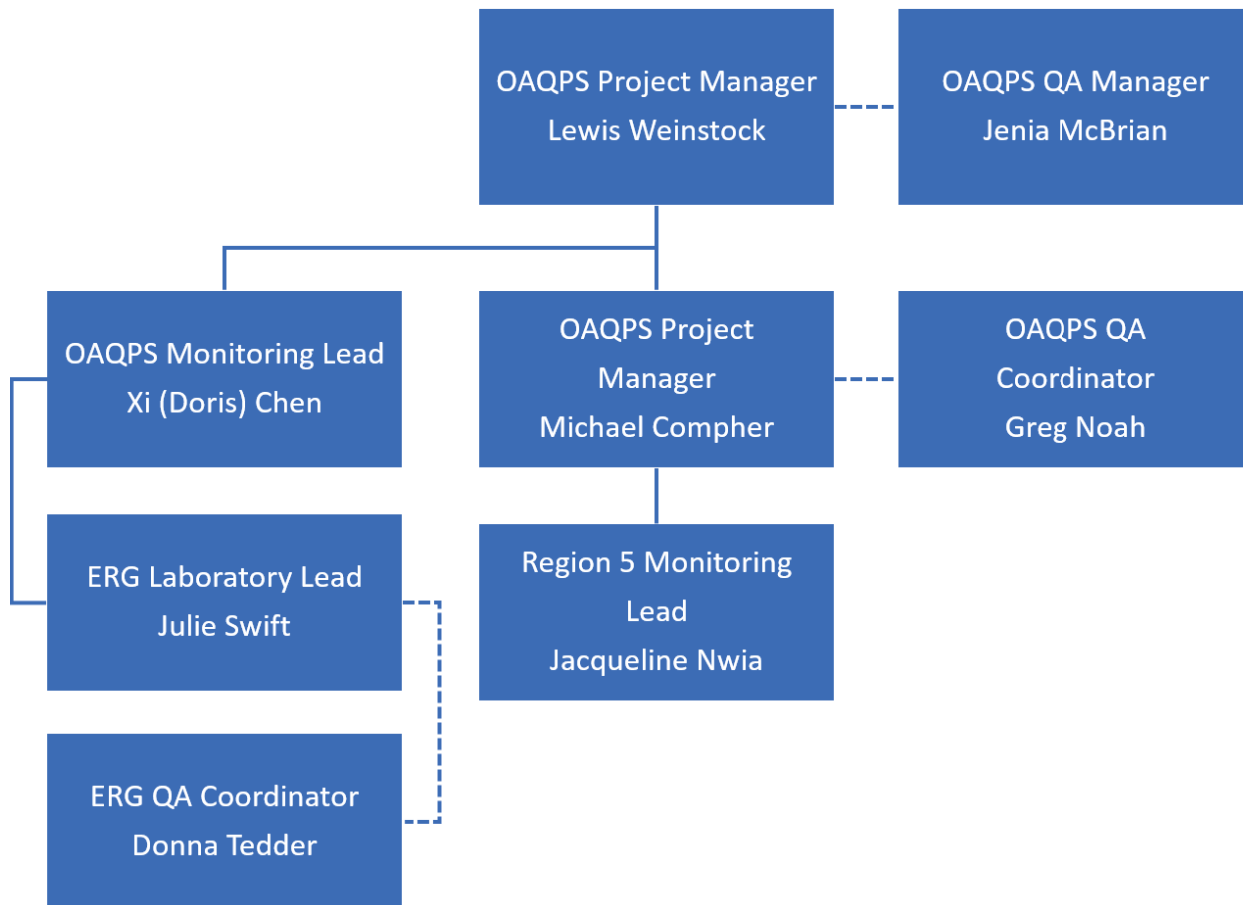 OAQPS Project Manager
Lewis Weinstock
OAQPS QA Manager
Jenia McBrian
OAQPS Monitoring Lead
Xi (Doris) Chen
OAQPS Project
Manager
Michael Compher
OAQPS QA
Coordinator
Greg Noah
ERG Laboratory Lead
Julie Swift
Region 5 Monitoring
Lead
Jacqueline Nwia
ERG QA Coordinator
Donna Tedder